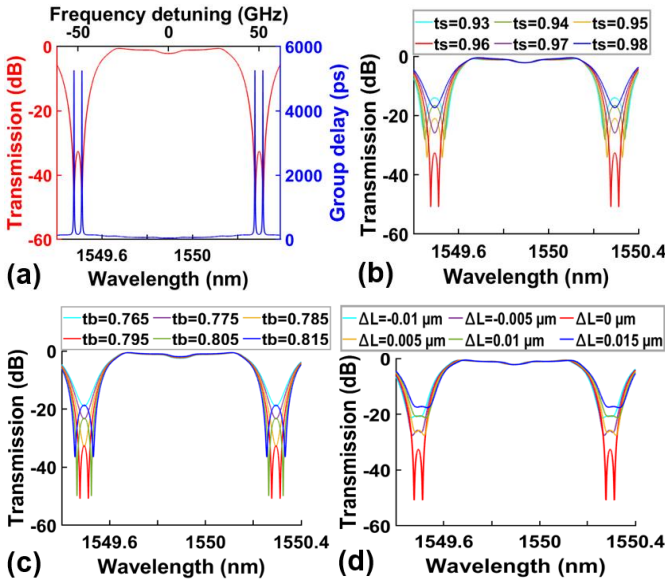 Frequency detuning (GHz)
-50 0 50
0 6000
-20 4000
-40 2000
-60 0
Transmission (dB)
Group delay (ps)
1549.6 1550
Wavelength (nm)
(a)
ts=0.93 ts=0.94 ts=0.95
ts=0.96 ts=0.97 ts=0.98
0
-20
-40
-60
Transmission (dB)
1549.6 1550 1550.4
Wavelength (nm)
(b)
tb=0.765 tb=0.775 tb=0.785
tb=0.795 tb=0.805 tb=0.815
0
-20
-40
-60
Transmission (dB)
1549.6 1550 1550.4
Wavelength (nm)
(c)
ΔL=-0.01 μm ΔL=-0.005 μm ΔL=0 μm
ΔL=0.005 μm ΔL=0.01 μm ΔL=0.015 μm
0
-20
-40
-60
Transmission (dB)
1549.6 1550 1550.4
Wavelength (nm)
(d)